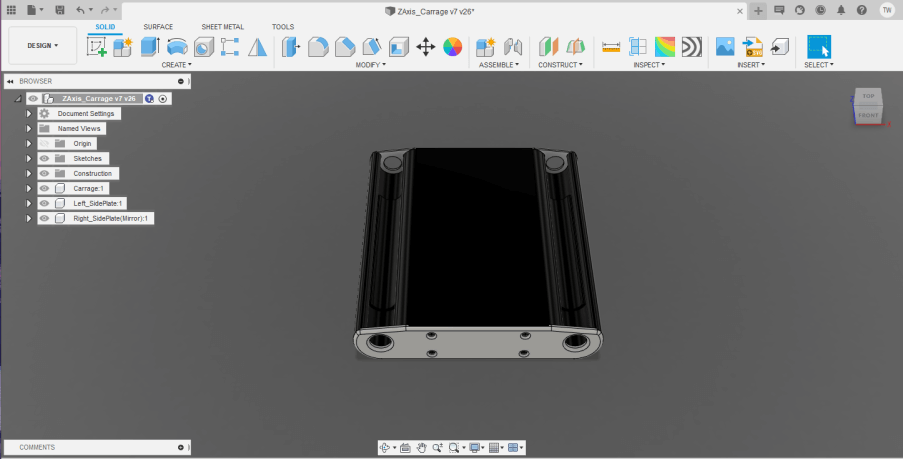 ZAxis_Carrage v7 v26*
TW
DESIGN
SOLID
SURFACE
SHEET METAL
TOOLS
CREATE
MODIFY
ASSEMBLE
CONSTRUCT
INSPECT
INSERT
SELECT
BROWSER
ZAxis_Carrage v7 v26
Document Settings
Named Views
Origin
Sketches
Construction
Carrage:1
Left_SidePlate:1
Right_SidePlate(Mirror):1
TOP
FRONT
Z
X
COMMENTS